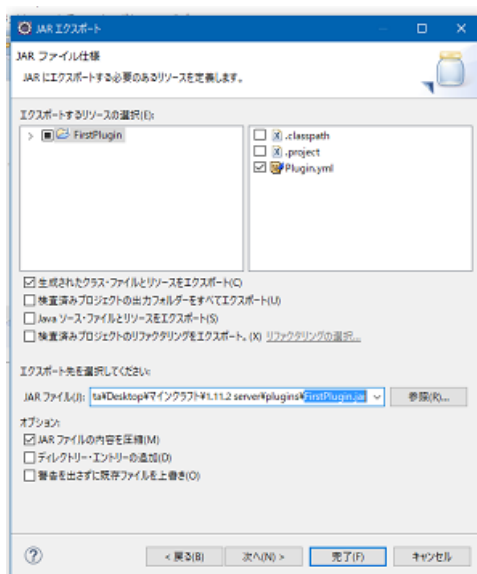 JAR エクスポート
JAR ファイル仕様
JAR にエクスポートする必要のあるリソースを定義します。
エクスポートするリソースの選択(E):
FirstPlugin
.classpath
.project
Plugin.yml
生成されたクラス・ファイルとリソースをエクスポート(C)
検査済みプロジェクトの出力フォルダーをすべてエクスポート(U)
Java ソース・ファイルとリソースをエクスポート(S)
検査済みプロジェクトのリファクタリングをエクスポート。(X) リファクタリングの選択...
エクスポート先を選択してください:
JAR ファイル(J): ta¥Desktop¥マインクラフト¥1.11.2 server¥plugins¥FirstPlugin.jar 参照(R)...
オプション:
JAR ファイルの内容を圧縮(M)
ディレクトリー・エントリーの追加(D)
警告を出さずに既存ファイルを上書き(O)
? < 戻る(B) 次へ(N) > 完了(F) キャンセル